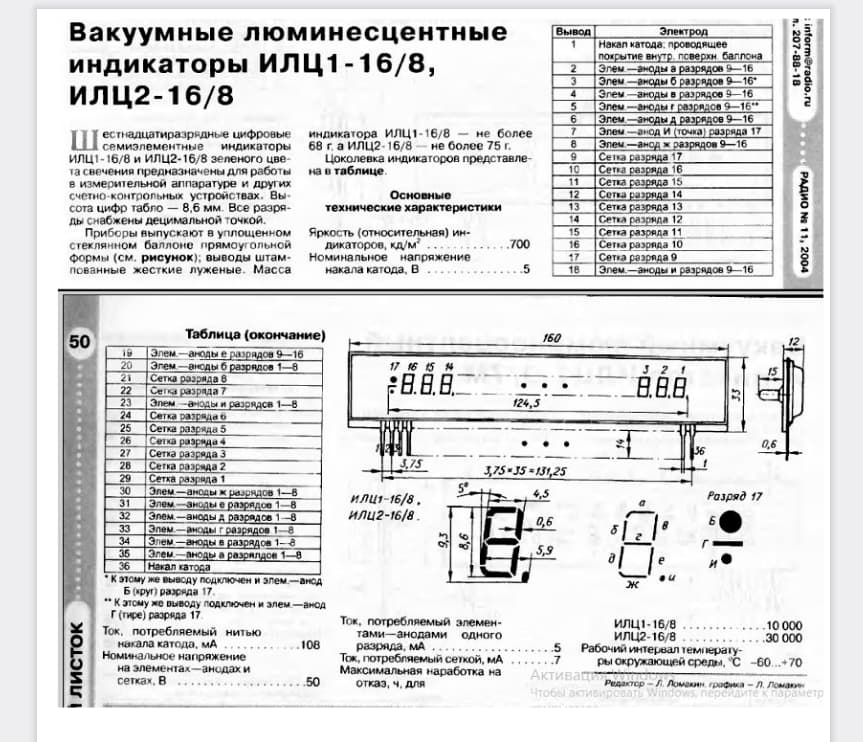 Вакуумные люминесцентные
индикаторы ИЛЦ1-16/8,
ИЛЦ2-16/8
Шестнадцатиразрядные цифровые
семиэлементные индикаторы
ИЛЦ1-16/8 и ИЛЦ2-16/8 зеленого цве-
та свечения предназначены для работы
в измерительной аппаратуре и других
счетно-контрольных устройствах. Вы-
сота цифр табло — 8,6 мм. Все разря-
ды снабжены децимальной точкой.
Приборы выпускают в уплощенном
стеклянном баллоне прямоугольной
формы (см. рисунок); выводы штам-
пованные жесткие луженые. Масса
индикатора ИЛЦ1-16/8 — не более
68 г, а ИЛЦ2-16/8 — не более 75 г.
Цоколевка индикаторов представле-
на в таблице.
Основные
технические характеристики
Яркость (относительная) ин-
дикаторов, кд/м² . . . . . . . . . . . .700
Номинальное напряжение
накала катода, В . . . . . . . . . . . . .5
Вывод Электрод
1 Накал катода; проводящее
покрытие внутр. поверхн. баллона
2 Элем.—аноды а разрядов 9—16
3 Элем.—аноды б разрядов 9—16*
4 Элем.—аноды в разрядов 9—16
5 Элем.—аноды г разрядов 9—16**
6 Элем.—аноды д разрядов 9—16
7 Элем.—анод И (точка) разряда 17
8 Элем.—анод ж разрядов 9—16
9 Сетка разряда 17
10 Сетка разряда 16
11 Сетка разряда 15
12 Сетка разряда 14
13 Сетка разряда 13
14 Сетка разряда 12
15 Сетка разряда 11
16 Сетка разряда 10
17 Сетка разряда 9
18 Элем.—аноды и разрядов 9—16
: inform@radio.ru
л. 207-88-18
РАДИО № 11, 2004
50
Таблица (окончание)
19 Элем.—аноды е разрядов 9—16
20 Элем.—аноды б разрядов 1—8
21 Сетка разряда 8
22 Сетка разряда 7
23 Элем.—аноды и разрядов 1—8
24 Сетка разряда 6
25 Сетка разряда 5
26 Сетка разряда 4
27 Сетка разряда 3
28 Сетка разряда 2
29 Сетка разряда 1
30 Элем.—аноды ж разрядов 1—8
31 Элем.—аноды е разрядов 1—8
32 Элем.—аноды д разрядов 1—8
33 Элем.—аноды г разрядов 1—8
34 Элем.—аноды в разрядов 1—8
35 Элем.—аноды а разрялдов 1—8
36 Накал катода
* К этому же выводу подключен и элем.—анод
Б (круг) разряда 17.
** К этому же выводу подключен и элем.—анод
Г (тире) разряда 17.
Ток, потребляемый нитью
накала катода, мА . . . . . . . . . .108
Номинальное напряжение
на элементах—анодах и
сетках, В . . . . . . . . . . . . . . . . . . .50
Й ЛИСТОК
160
12
17 16 15 14
3 2 1
15
33
124,5
0,6
14
1 2 3
36
3,75
3,75×35=131,25
1
ИЛЦ1-16/8,
ИЛЦ2-16/8.
5°
4,5
9,3
8,6
0,6
5,9
а
б
в
г
д
е
и
ж
Разряд 17
Б
Г
И
Ток, потребляемый элемен-
тами—анодами одного
разряда, мА . . . . . . . . . . . . . . . . .5
Ток, потребляемый сеткой, мА . . . . . . .7
Максимальная наработка на
отказ, ч, для
ИЛЦ1-16/8 . . . . . . . . . . . .10 000
ИЛЦ2-16/8 . . . . . . . . . . . .30 000
Рабочий интервал температу-
ры окружающей среды, °С −60...+70
Редактор – Л. Ломакин, графика – Л. Ломакин
Активация Windows
Чтобы активировать Windows, перейдите к параметр